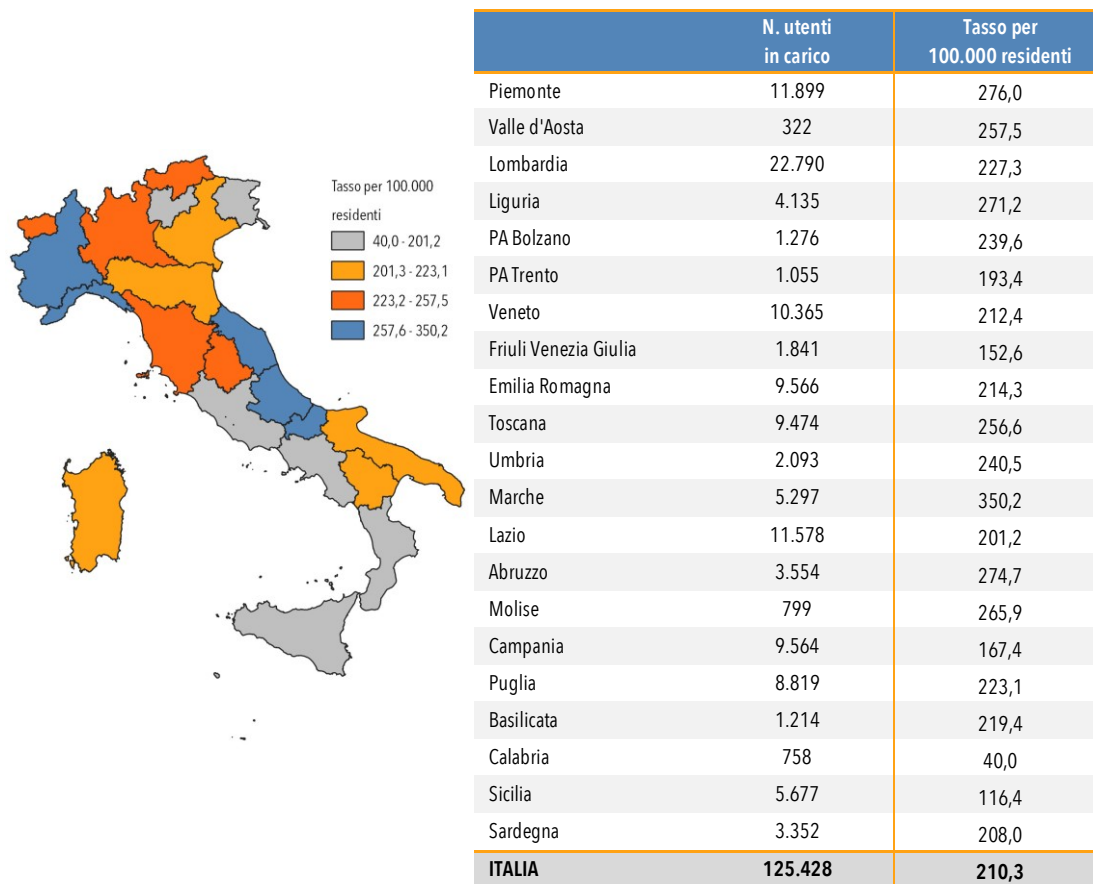 Tasso per 100.000
residenti
40,0 - 201,2
201,3 - 223,1
223,2 - 257,5
257,6 - 350,2
N. utenti
in carico
Tasso per
100.000 residenti
Piemonte 11.899 276,0
Valle d'Aosta 322 257,5
Lombardia 22.790 227,3
Liguria 4.135 271,2
PA Bolzano 1.276 239,6
PA Trento 1.055 193,4
Veneto 10.365 212,4
Friuli Venezia Giulia 1.841 152,6
Emilia Romagna 9.566 214,3
Toscana 9.474 256,6
Umbria 2.093 240,5
Marche 5.297 350,2
Lazio 11.578 201,2
Abruzzo 3.554 274,7
Molise 799 265,9
Campania 9.564 167,4
Puglia 8.819 223,1
Basilicata 1.214 219,4
Calabria 758 40,0
Sicilia 5.677 116,4
Sardegna 3.352 208,0
ITALIA 125.428 210,3